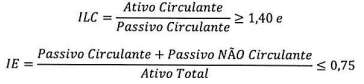 ILC = Ativo Circulante / Passivo Circulante ≥ 1,40 e
IE = Passivo Circulante + Passivo NÃO Circulante / Ativo Total ≤ 0,75